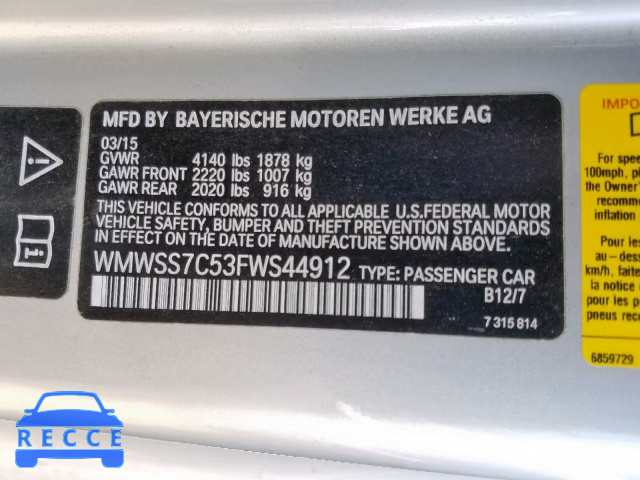 MFD BY BAYERISCHE MOTOREN WERKE AG
03/15
GVWR 4140 lbs 1878 kg
GAWR FRONT 2220 lbs 1007 kg
GAWR REAR 2020 lbs 916 kg
THIS VEHICLE CONFORMS TO ALL APPLICABLE U.S.FEDERAL MOTOR
VEHICLE SAFETY, BUMPER, AND THEFT PREVENTION STANDARDS
IN EFFECT ON THE DATE OF MANUFACTURE SHOWN ABOVE.
WMWSS7C53FWS44912 TYPE: PASSENGER CAR
B12/7
7 315 814
IMPO
For spee
100mph, pl
the Owner'
recommen
inflation
Pour les
au-dess
km/h, faite
la notice
pour les p
pneus recor
6859729
RECCE